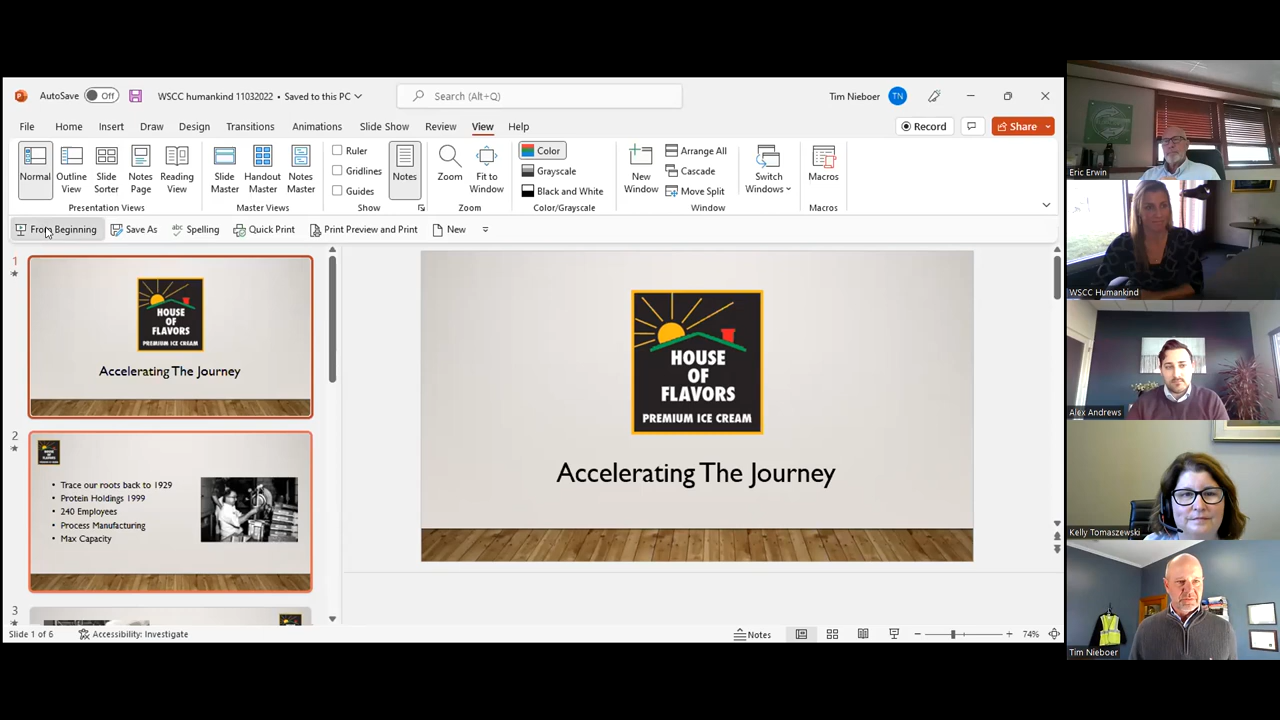 AutoSave Off WSCC humankind 11032022 • Saved to this PC Search (Alt+Q) Tim Nieboer TN
File Home Insert Draw Design Transitions Animations Slide Show Review View Help Record Share
Normal Outline View Slide Sorter Notes Page Reading View
Presentation Views
Slide Master Handout Master Notes Master
Master Views
Ruler
Gridlines
Guides
Notes
Show
Zoom Fit to Window
Zoom
Color
Grayscale
Black and White
Color/Grayscale
New Window
Arrange All
Cascade
Move Split
Switch Windows
Window
Macros
Macros
From Beginning Save As abc Spelling Quick Print Print Preview and Print New
1
HOUSE
OF
FLAVORS
PREMIUM ICE CREAM
Accelerating The Journey
2
• Trace our roots back to 1929
• Protein Holdings 1999
• 240 Employees
• Process Manufacturing
• Max Capacity
3
HOUSE
OF
FLAVORS
PREMIUM ICE CREAM
Accelerating The Journey
Slide 1 of 6 Accessibility: Investigate Notes 74%
Eric Erwin
WSCC Humankind
Alex Andrews
Kelly Tomaszewski
Tim Nieboer